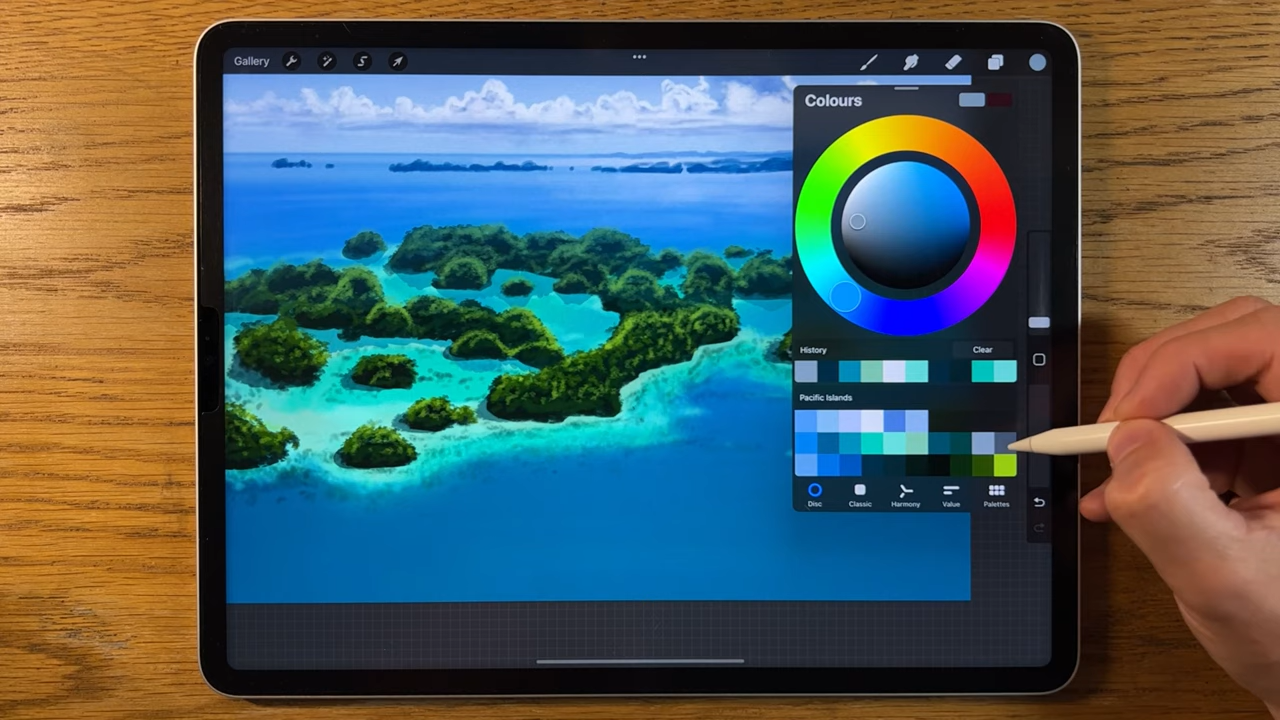 Gallery
Colours
History Clear
Pacific Islands
Disc Classic Harmony Value Palettes